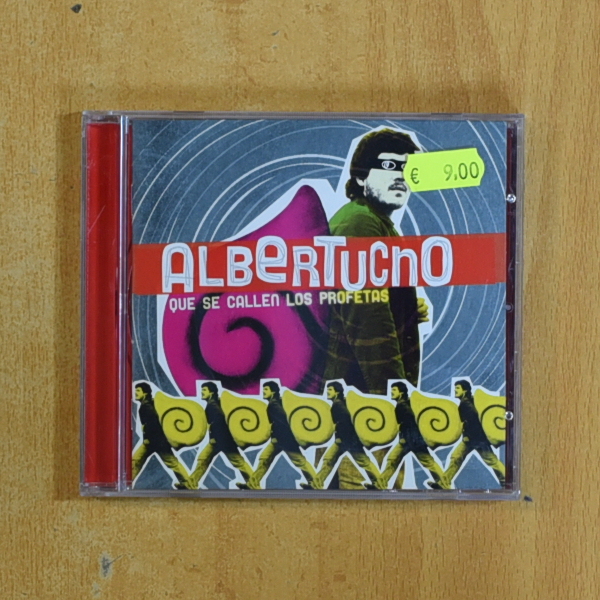 € 9.00
ALBERTUCHO
QUE SE CALLEN LOS PROFETAS